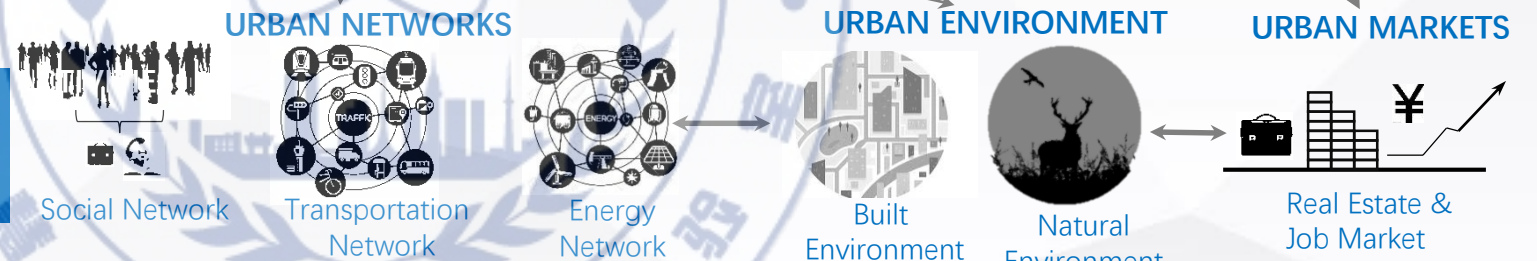 URBAN NETWORKS
URBAN ENVIRONMENT
URBAN MARKETS
TRAFFIC
ENERGY
¥
Social Network
Transportation
Network
Energy
Network
Built
Environment
Natural
Environment
Real Estate &
Job Market